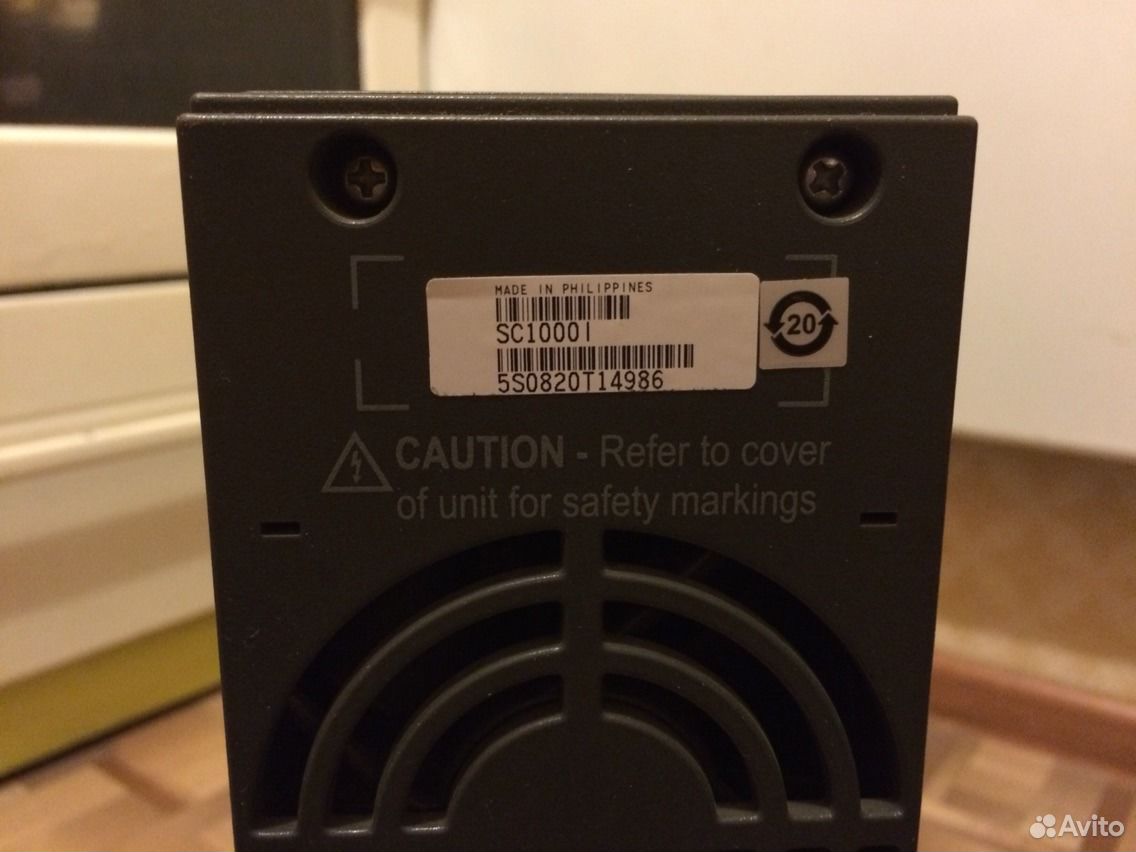 MADE IN PHILIPPINES
SC1000I
5S0820T14986
20
CAUTION - Refer to cover
of unit for safety markings
Avito